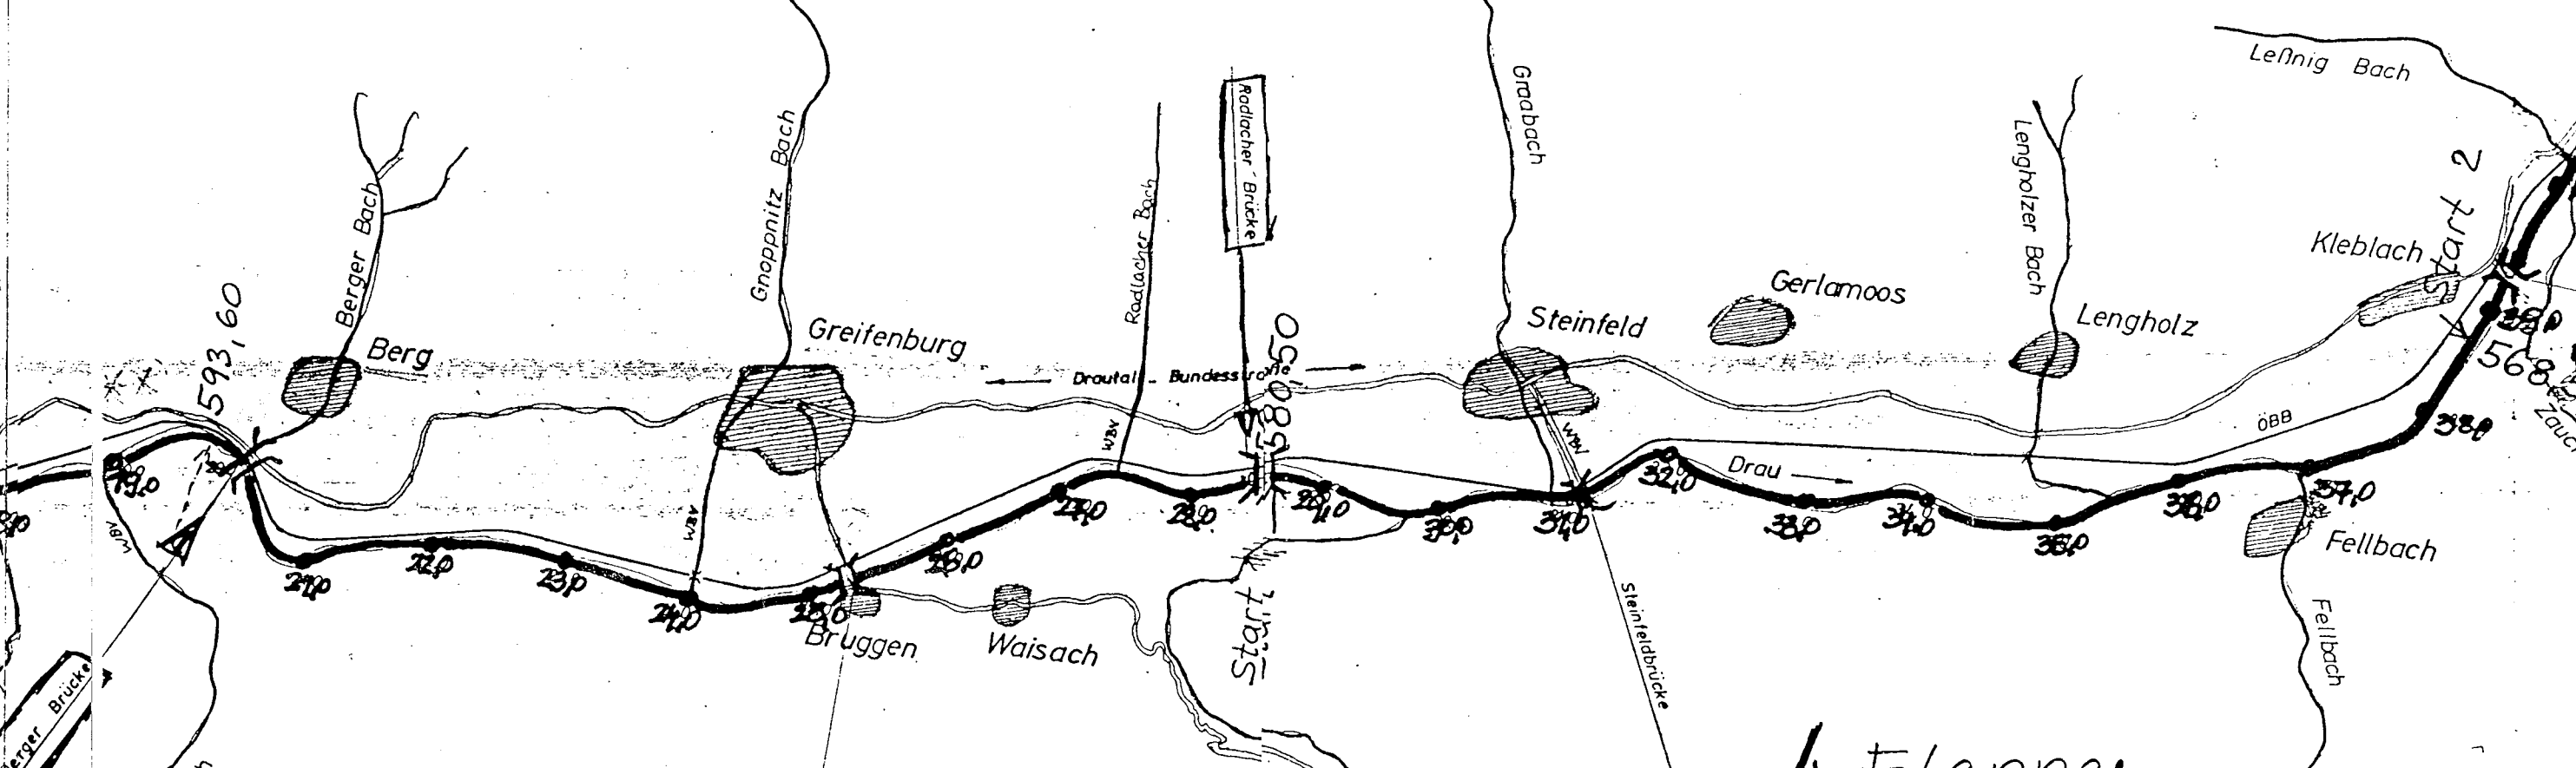 Leßnig Bach
Start 2
Kleblach
Lengholzer Bach
Lengholz
Gerlamoos
Graabach
Steinfeld
Radlacher-Brücke
Radlacher Bach
Gnoppnitz Bach
Greifenburg
Berger Bach
Berg
593,60
Drautal - Bundesstraße
580,50
568
ÖBB
WBV
WBV
WBV
WBV
Drau
19,0
21,0
22,0
23,0
24,0
25,0
26,0
27,0
28,0
29,0
30,0
31,0
32,0
33,0
34,0
35,0
36,0
37,0
38,0
Bruggen
Waisach
Start
Steinfeldbrücke
Fellbach
Fellbach
erger Brücke